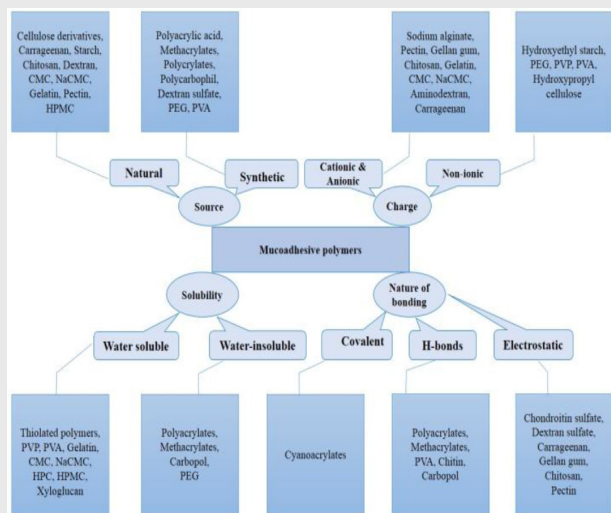 Cellulose derivatives,
Carrageenan, Starch,
Chitosan, Dextran,
CMC, NaCMC,
Gelatin, Pectin,
HPMC
Polyacrylic acid,
Methacrylates,
Polycrylates,
Polycarbophil,
Dextran sulfate,
PEG, PVA
Sodium alginate,
Pectin, Gellan gum,
Chitosan, Gelatin,
CMC, NaCMC,
Aminodextran,
Carrageenan
Hydroxyethyl starch,
PEG, PVP, PVA,
Hydroxypropyl
cellulose
Natural
Synthetic
Cationic &
Anionic
Non-ionic
Source
Charge
Mucoadhesive polymers
Solubility
Nature of
bonding
Water soluble
Water-insoluble
Covalent
H-bonds
Electrostatic
Thiolated polymers,
PVP, PVA, Gelatin,
CMC, NaCMC,
HPC, HPMC,
Xyloglucan
Polyacrylates,
Methacrylates,
Carbopol,
PEG
Cyanoacrylates
Polyacrylates,
Methacrylates,
PVA, Chitin,
Carbopol
Chondroitin sulfate,
Dextran sulfate,
Carrageenan,
Gellan gum,
Chitosan,
Pectin